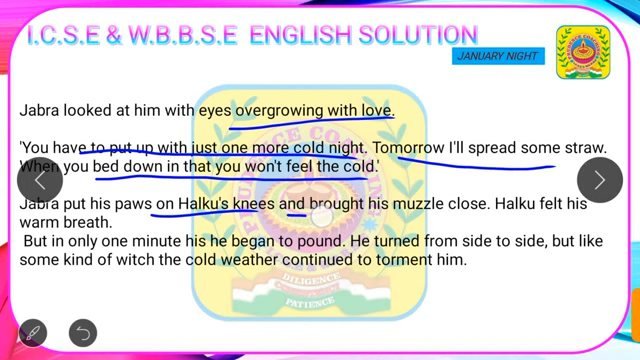 I.C.S.E & W.B.B.S.E ENGLISH SOLUTION
JANUARY NIGHT
Jabra looked at him with eyes overgrowing with love.
'You have to put up with just one more cold night. Tomorrow I'll spread some straw.
When you bed down in that you won't feel the cold.'
Jabra put his paws on Halku's knees and brought his muzzle close. Halku felt his
warm breath.
But in only one minute his he began to pound. He turned from side to side, but like
some kind of witch the cold weather continued to torment him.
DILIGENCE
PATIENCE